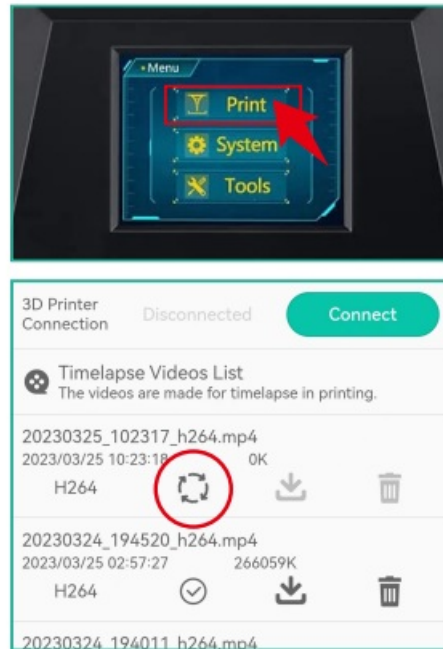 Menu
Print
System
Tools
3D Printer
Connection
Disconnected
Connect
Timelapse Videos List
The videos are made for timelapse in printing.
20230325_102317_h264.mp4
2023/03/25 10:23:18
0K
H264
20230324_194520_h264.mp4
2023/03/25 02:57:27
266059K
H264
20230324_194011_h264.mp4